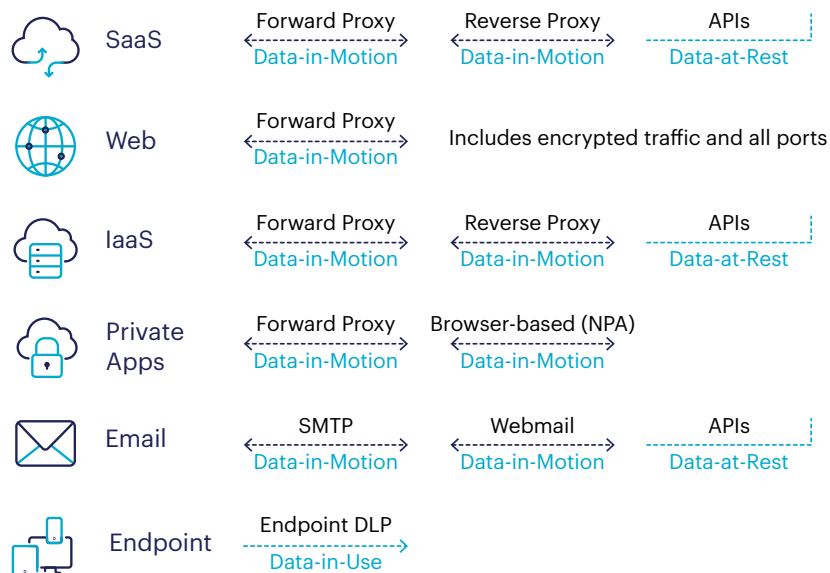 SaaS
Forward Proxy
Data-in-Motion
Reverse Proxy
Data-in-Motion
APIs
Data-at-Rest
Web
Forward Proxy
Data-in-Motion
Includes encrypted traffic and all ports
IaaS
Forward Proxy
Data-in-Motion
Reverse Proxy
Data-in-Motion
APIs
Data-at-Rest
Private
Apps
Forward Proxy
Data-in-Motion
Browser-based (NPA)
Data-in-Motion
Email
SMTP
Data-in-Motion
Webmail
Data-in-Motion
APIs
Data-at-Rest
Endpoint
Endpoint DLP
Data-in-Use